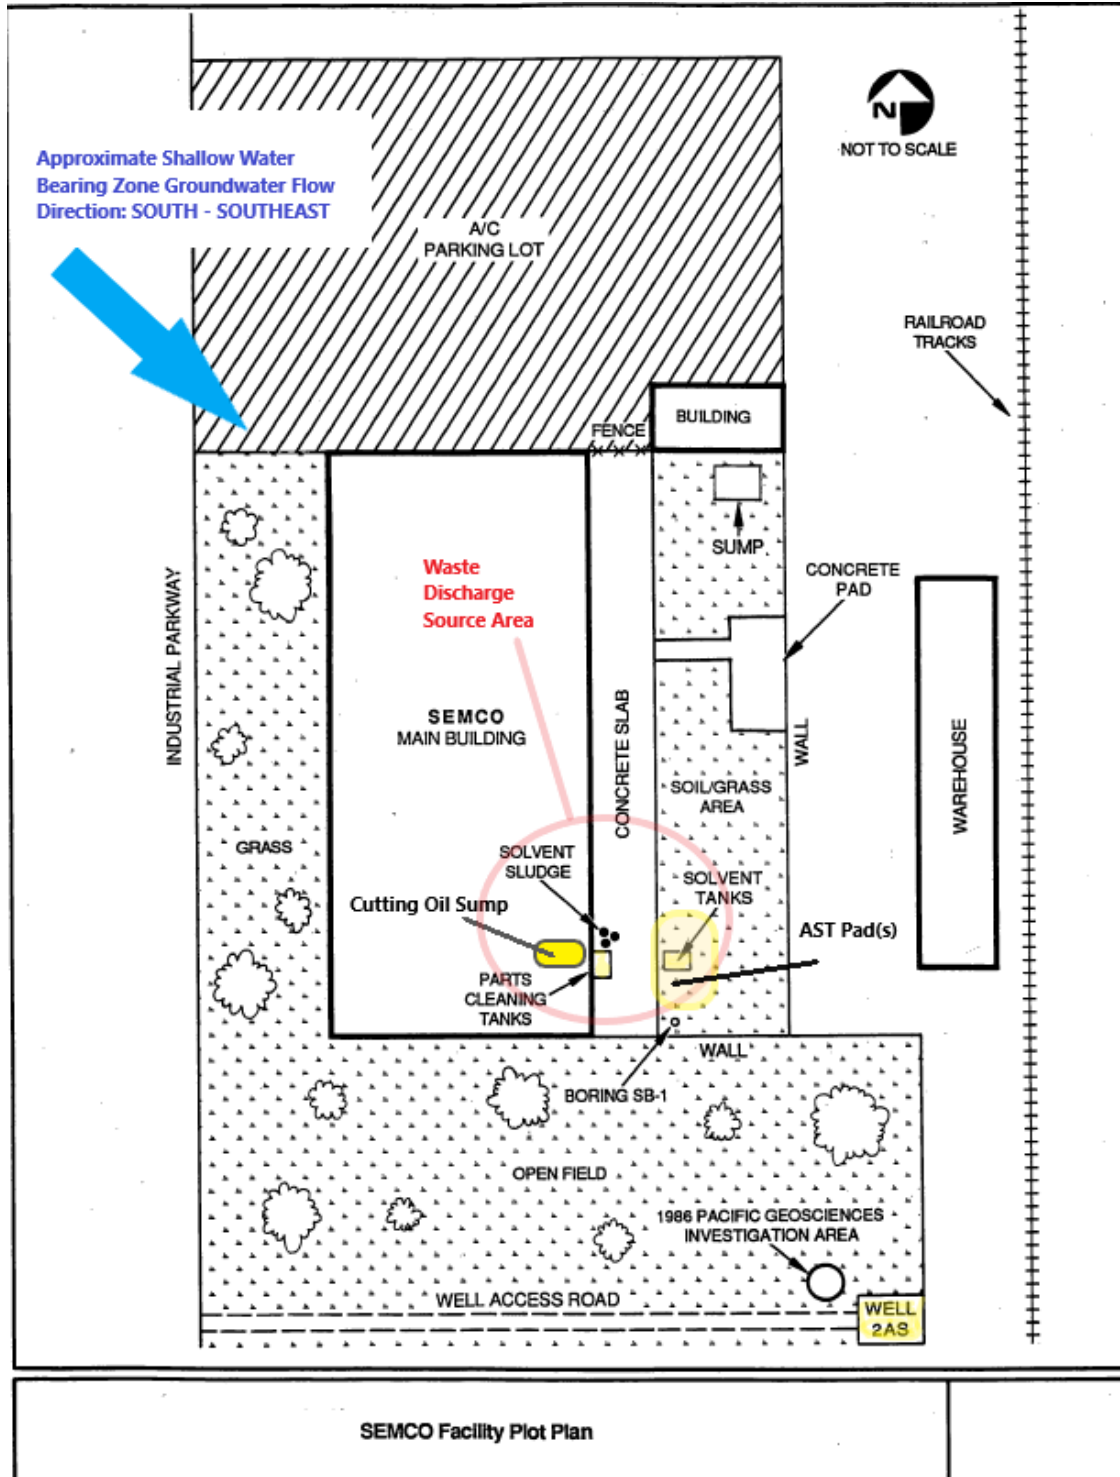 N
NOT TO SCALE
Approximate Shallow Water
Bearing Zone Groundwater Flow
Direction: SOUTH - SOUTHEAST
A/C
PARKING LOT
RAILROAD
TRACKS
BUILDING
FENCE
SUMP
CONCRETE
PAD
Waste
Discharge
Source Area
INDUSTRIAL PARKWAY
SEMCO
MAIN BUILDING
CONCRETE SLAB
WALL
SOIL/GRASS
AREA
WAREHOUSE
GRASS
SOLVENT
SLUDGE
SOLVENT
TANKS
Cutting Oil Sump
AST Pad(s)
PARTS
CLEANING
TANKS
WALL
BORING SB-1
OPEN FIELD
1986 PACIFIC GEOSCIENCES
INVESTIGATION AREA
WELL ACCESS ROAD
WELL
2AS
SEMCO Facility Plot Plan